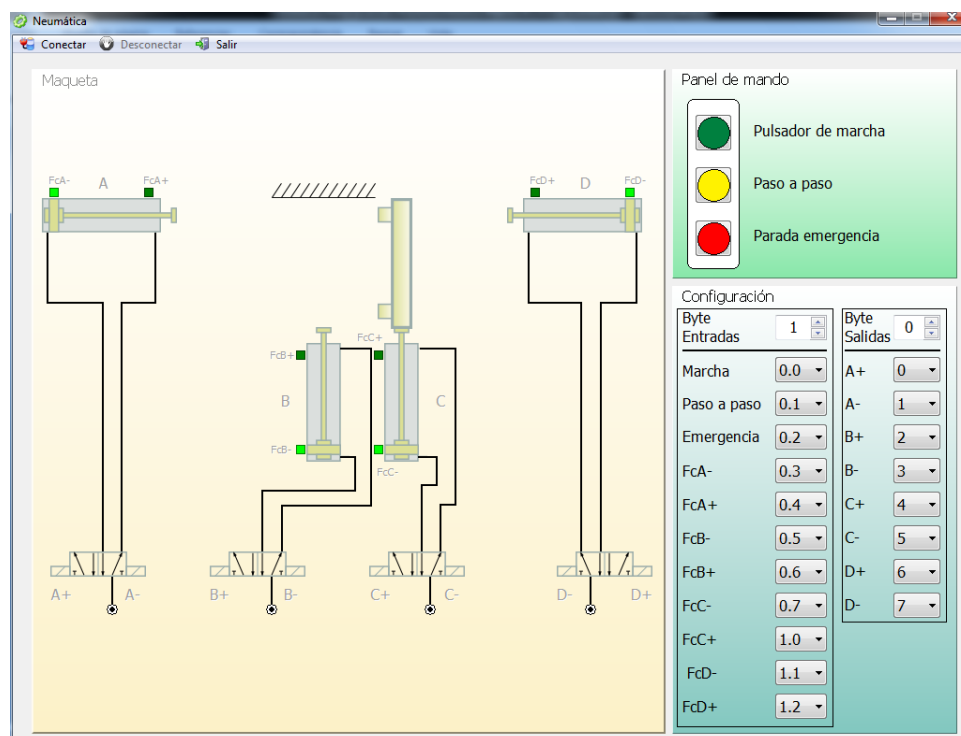 Neumática
Conectar Desconectar Salir
Maqueta
FcA- A FcA+
FcD+ D FcD-
FcC+
FcB+
B C
FcB-
FcC-
A+ A- B+ B- C+ C- D- D+
Panel de mando
Pulsador de marcha
Paso a paso
Parada emergencia
Configuración
Byte Entradas 1
Marcha 0.0
Paso a paso 0.1
Emergencia 0.2
FcA- 0.3
FcA+ 0.4
FcB- 0.5
FcB+ 0.6
FcC- 0.7
FcC+ 1.0
FcD- 1.1
FcD+ 1.2
Byte Salidas 0
A+ 0
A- 1
B+ 2
B- 3
C+ 4
C- 5
D+ 6
D- 7